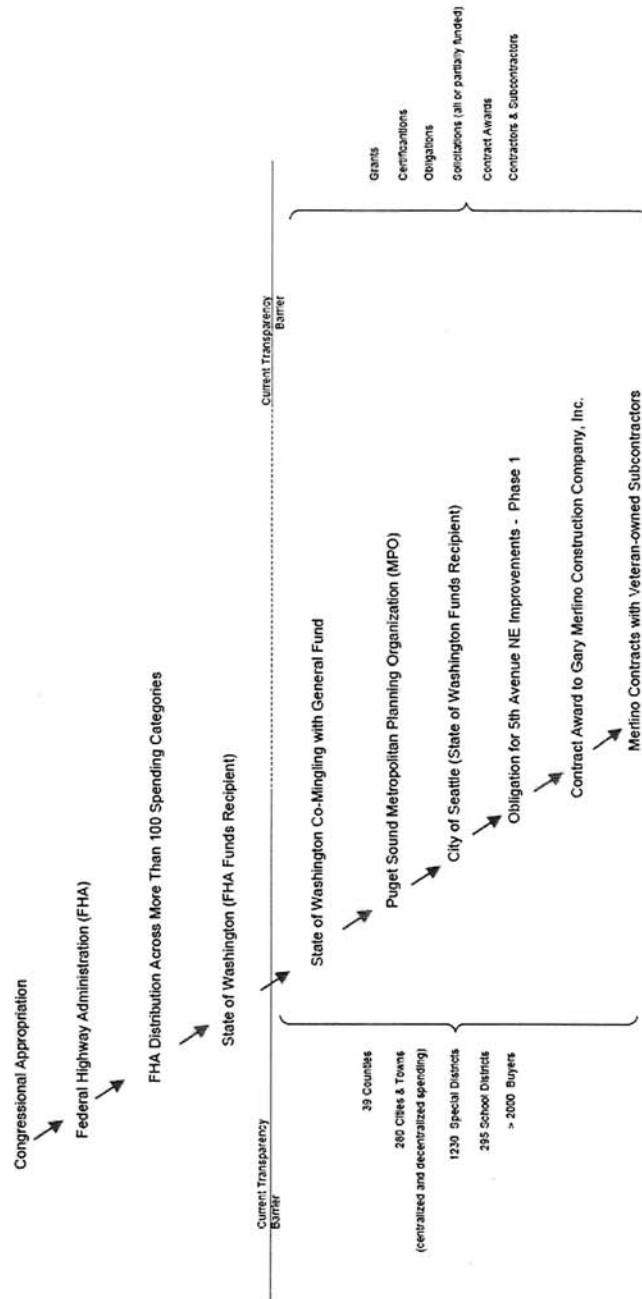 Congressional Appropriation
Federal Highway Administration (FHA)
FHA Distribution Across More Than 100 Spending Categories
State of Washington (FHA Funds Recipient)
Current Transparency
Barrier
Current Transparency
Barrier
State of Washington Co-Mingling with General Fund
Puget Sound Metropolitan Planning Organization (MPO)
City of Seattle (State of Washington Funds Recipient)
Obligation for 5th Avenue NE Improvements - Phase 1
Contract Award to Gary Merlino Construction Company, Inc.
Merlino Contracts with Veteran-owned Subcontractors
39 Counties
280 Cities & Towns
(centralized and decentralized spending)
1230 Special Districts
295 School Districts
> 2000 Buyers
Grants
Certificantions
Obligations
Solicitations (all or partially funded)
Contract Awards
Contractors & Subcontractors